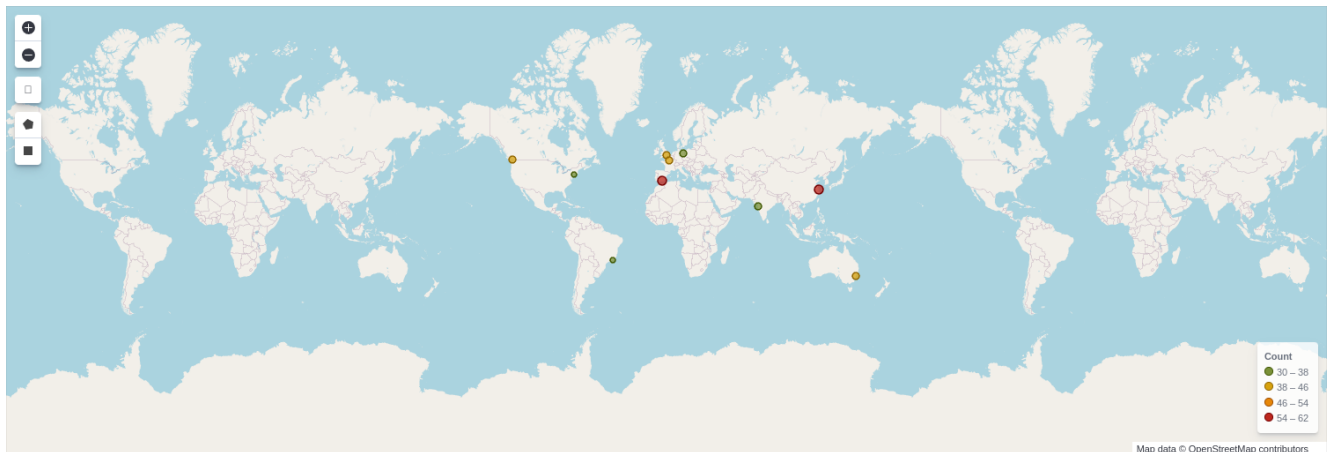 Count
30 – 38
38 – 46
46 – 54
54 – 62
Map data © OpenStreetMap contributors